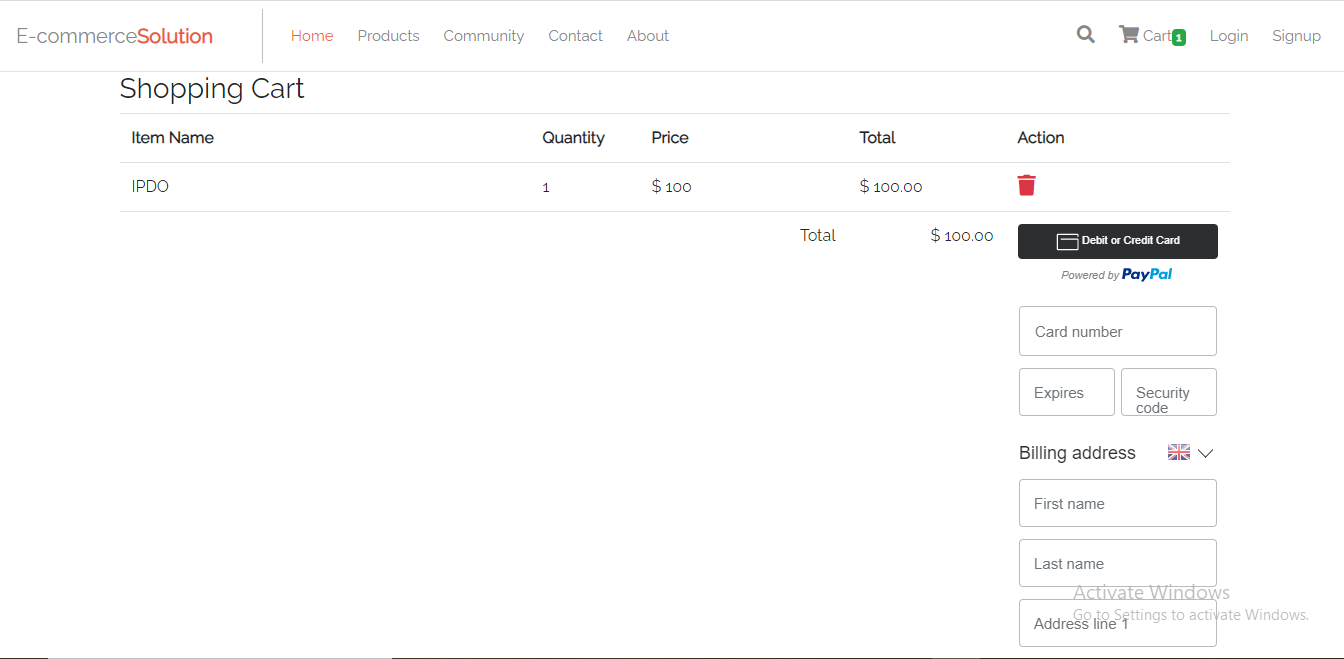 E-commerceSolution Home Products Community Contact About Cart 1 Login Signup
Shopping Cart
Item Name Quantity Price Total Action
IPDO 1 $ 100 $ 100.00
Total $ 100.00 Debit or Credit Card
Powered by PayPal
Card number
Expires Security code
Billing address
First name
Last name
Activate Windows
Go to Settings to activate Windows.
Address line 1